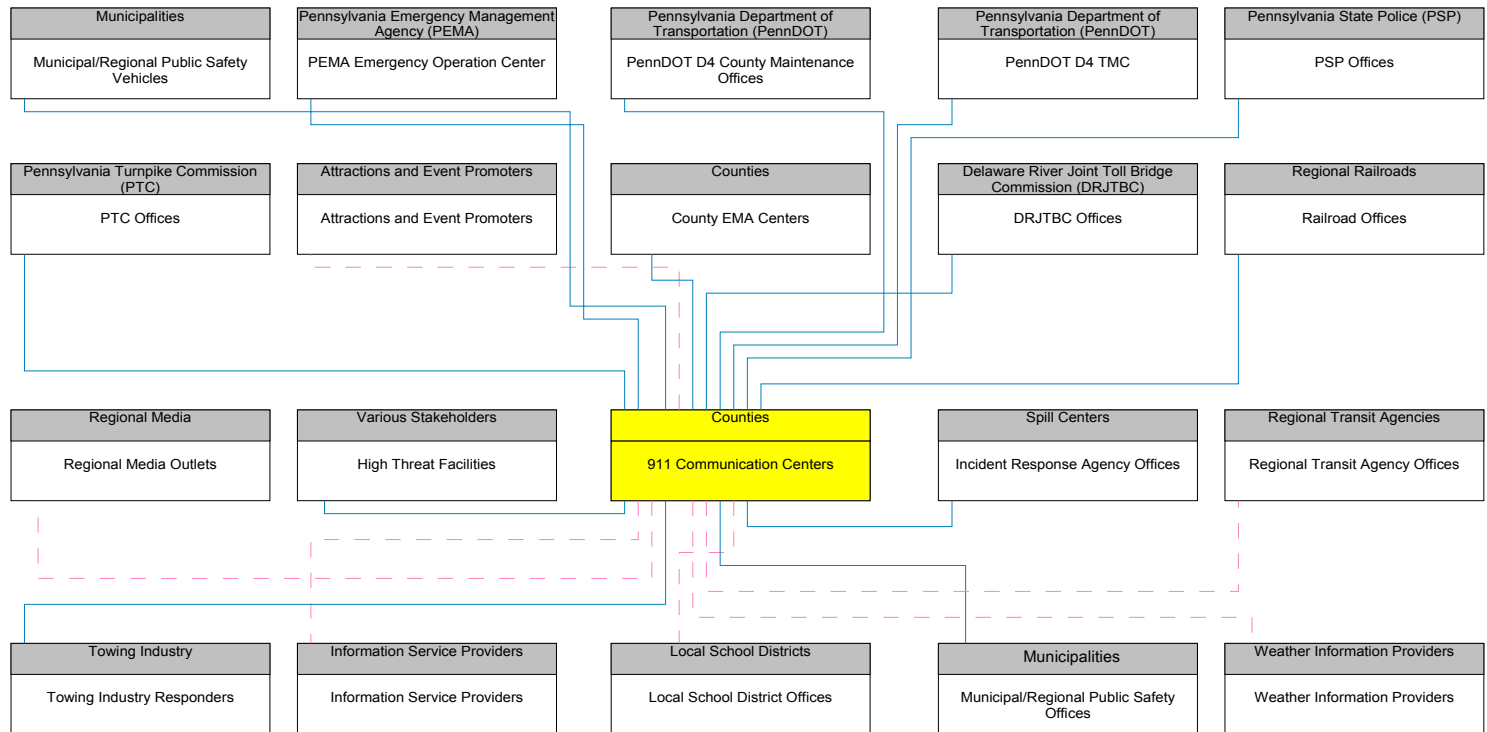 Municipalities
Municipal/Regional Public Safety
Vehicles
Pennsylvania Emergency Management
Agency (PEMA)
PEMA Emergency Operation Center
Pennsylvania Department of
Transportation (PennDOT)
PennDOT D4 County Maintenance
Offices
Pennsylvania Department of
Transportation (PennDOT)
PennDOT D4 TMC
Pennsylvania State Police (PSP)
PSP Offices
Pennsylvania Turnpike Commission
(PTC)
PTC Offices
Attractions and Event Promoters
Attractions and Event Promoters
Counties
County EMA Centers
Delaware River Joint Toll Bridge
Commission (DRJTBC)
DRJTBC Offices
Regional Railroads
Railroad Offices
Regional Media
Regional Media Outlets
Various Stakeholders
High Threat Facilities
Counties
911 Communication Centers
Spill Centers
Incident Response Agency Offices
Regional Transit Agencies
Regional Transit Agency Offices
Towing Industry
Towing Industry Responders
Information Service Providers
Information Service Providers
Local School Districts
Local School District Offices
Municipalities
Municipal/Regional Public Safety
Offices
Weather Information Providers
Weather Information Providers